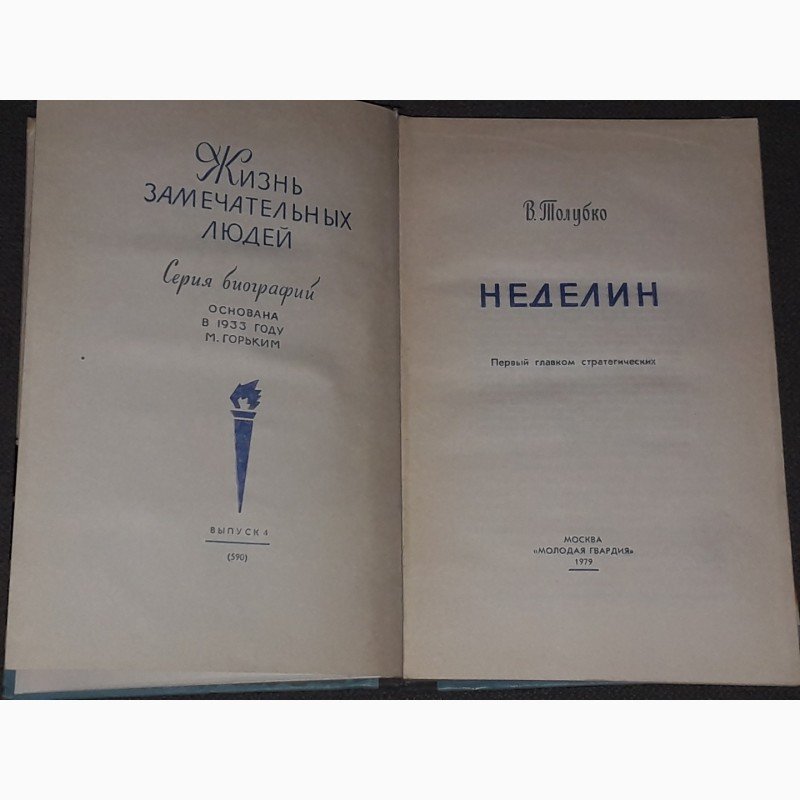 Жизнь
ЗАМЕЧАТЕЛЬНЫХ
ЛЮДЕЙ
Серия биографий
ОСНОВАНА
В 1933 ГОДУ
М. ГОРЬКИМ
ВЫПУСК 4
(590)
В. Толубко
НЕДЕЛИН
Первый главком стратегических
МОСКВА
«МОЛОДАЯ ГВАРДИЯ»
1979